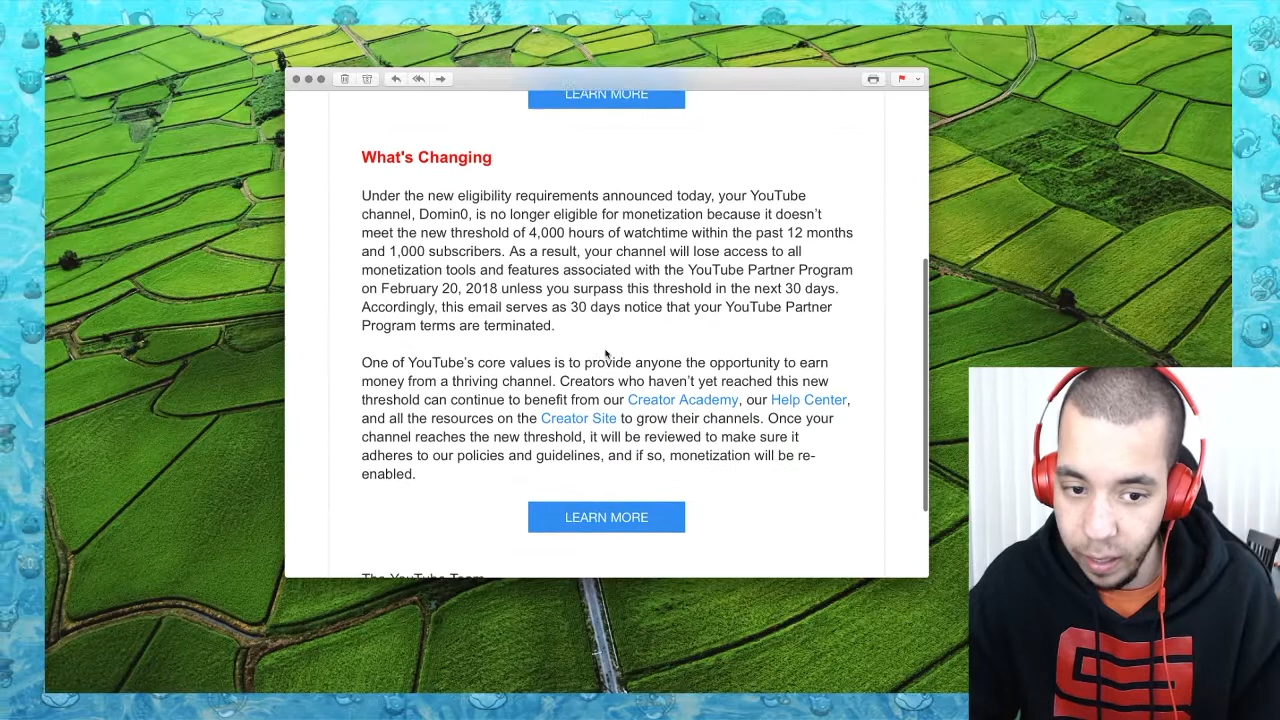 LEARN MORE
What's Changing
Under the new eligibility requirements announced today, your YouTube
channel, Domin0, is no longer eligible for monetization because it doesn't
meet the new threshold of 4,000 hours of watchtime within the past 12 months
and 1,000 subscribers. As a result, your channel will lose access to all
monetization tools and features associated with the YouTube Partner Program
on February 20, 2018 unless you surpass this threshold in the next 30 days.
Accordingly, this email serves as 30 days notice that your YouTube Partner
Program terms are terminated.
One of YouTube's core values is to provide anyone the opportunity to earn
money from a thriving channel. Creators who haven't yet reached this new
threshold can continue to benefit from our Creator Academy, our Help Center,
and all the resources on the Creator Site to grow their channels. Once your
channel reaches the new threshold, it will be reviewed to make sure it
adheres to our policies and guidelines, and if so, monetization will be re-
enabled.
LEARN MORE
The YouTube Team